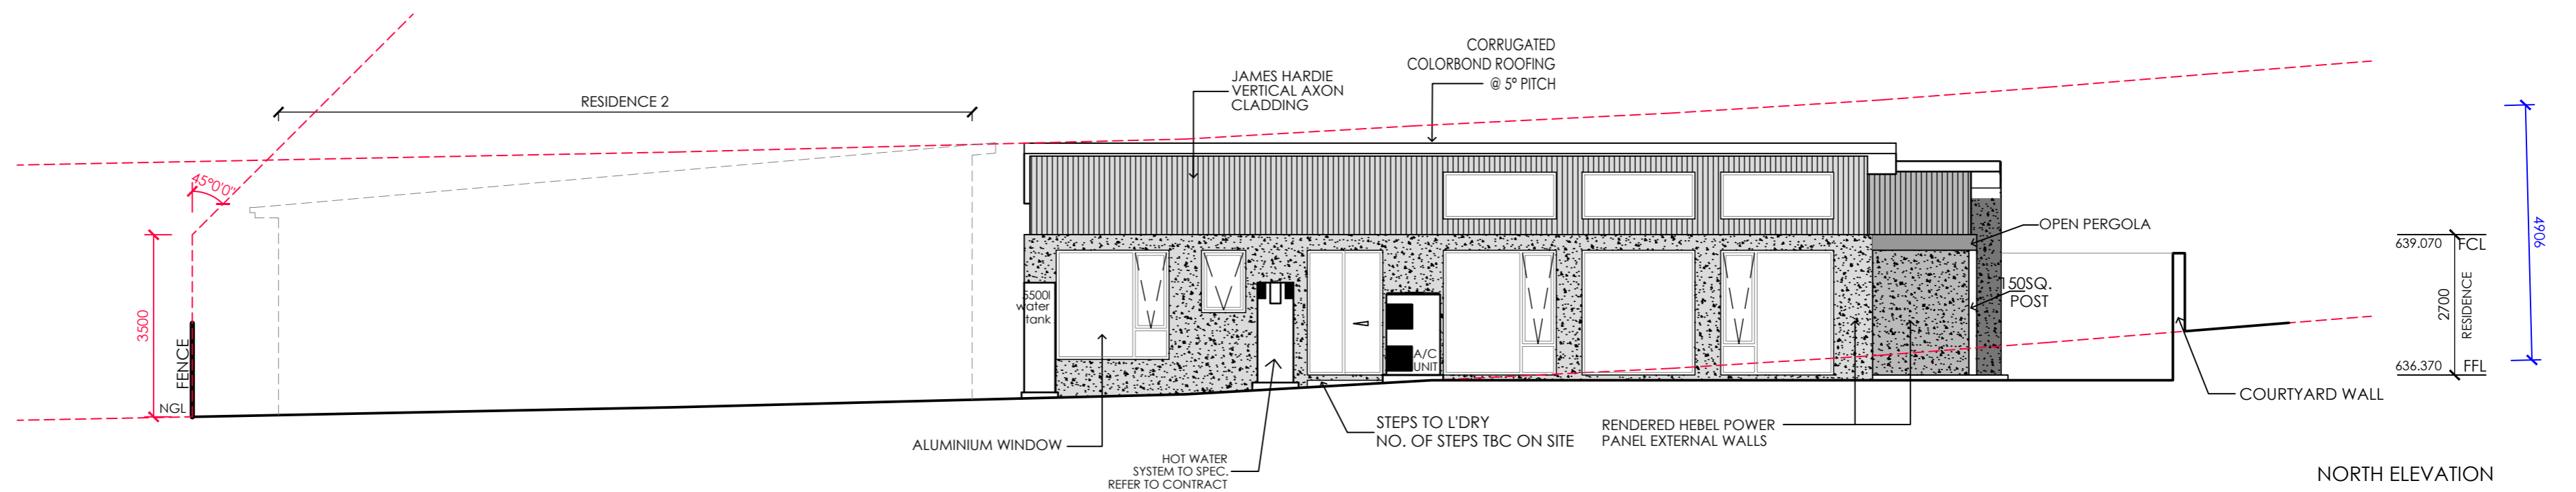 CORRUGATED
COLORBOND ROOFING
@ 5° PITCH
JAMES HARDIE
VERTICAL AXON
CLADDING
RESIDENCE 2
45°0'0"
3500
FENCE
NGL
5500l
water
tank
A/C
UNIT
OPEN PERGOLA
150SQ.
POST
639.070 FCL
2700
RESIDENCE
636.370 FFL
4906
COURTYARD WALL
ALUMINIUM WINDOW
HOT WATER
SYSTEM TO SPEC.
REFER TO CONTRACT
STEPS TO L'DRY
NO. OF STEPS TBC ON SITE
RENDERED HEBEL POWER
PANEL EXTERNAL WALLS
NORTH ELEVATION